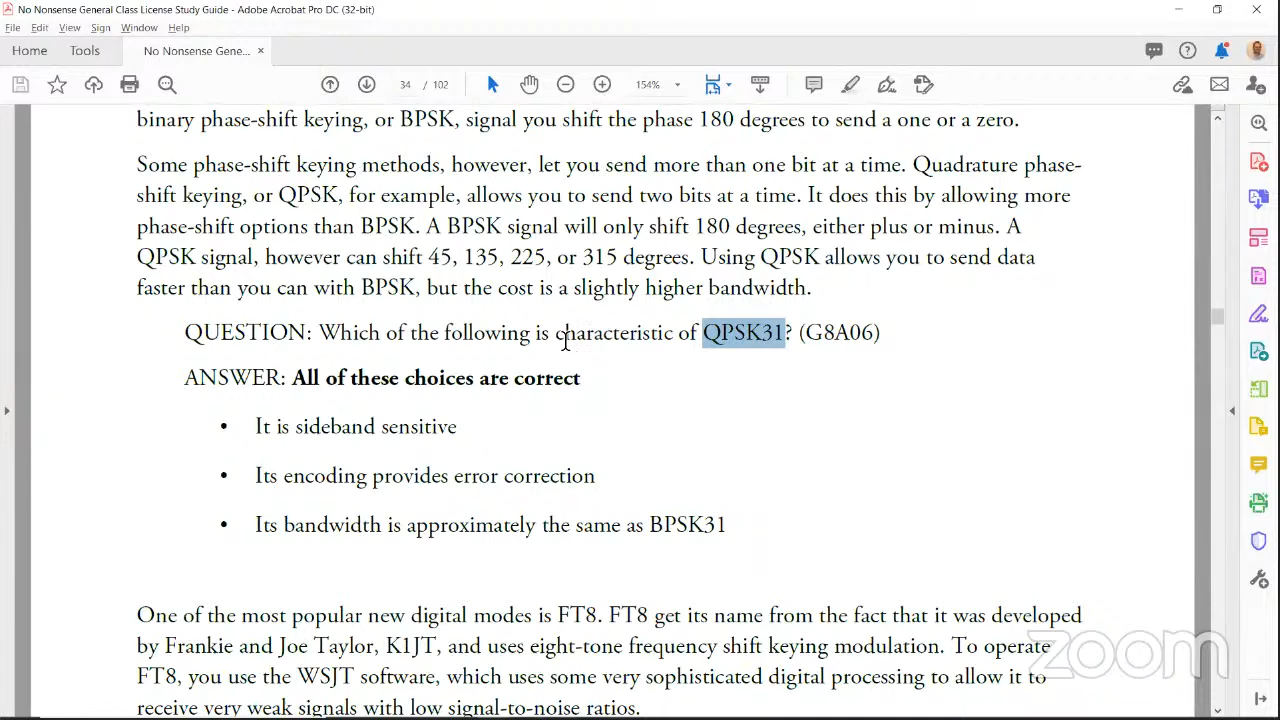 No Nonsense General Class License Study Guide - Adobe Acrobat Pro DC (32-bit)
File Edit View Sign Window Help
Home Tools No Nonsense Gene... ×
34 / 102 154%
binary phase-shift keying, or BPSK, signal you shift the phase 180 degrees to send a one or a zero.
Some phase-shift keying methods, however, let you send more than one bit at a time. Quadrature phase-
shift keying, or QPSK, for example, allows you to send two bits at a time. It does this by allowing more
phase-shift options than BPSK. A BPSK signal will only shift 180 degrees, either plus or minus. A
QPSK signal, however can shift 45, 135, 225, or 315 degrees. Using QPSK allows you to send data
faster than you can with BPSK, but the cost is a slightly higher bandwidth.
QUESTION: Which of the following is characteristic of QPSK31? (G8A06)
ANSWER: All of these choices are correct
• It is sideband sensitive
• Its encoding provides error correction
• Its bandwidth is approximately the same as BPSK31
One of the most popular new digital modes is FT8. FT8 get its name from the fact that it was developed
by Frankie and Joe Taylor, K1JT, and uses eight-tone frequency shift keying modulation. To operate
FT8, you use the WSJT software, which uses some very sophisticated digital processing to allow it to
receive very weak signals with low signal-to-noise ratios.
zoom